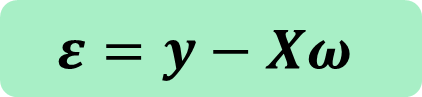 ε = y − Xω